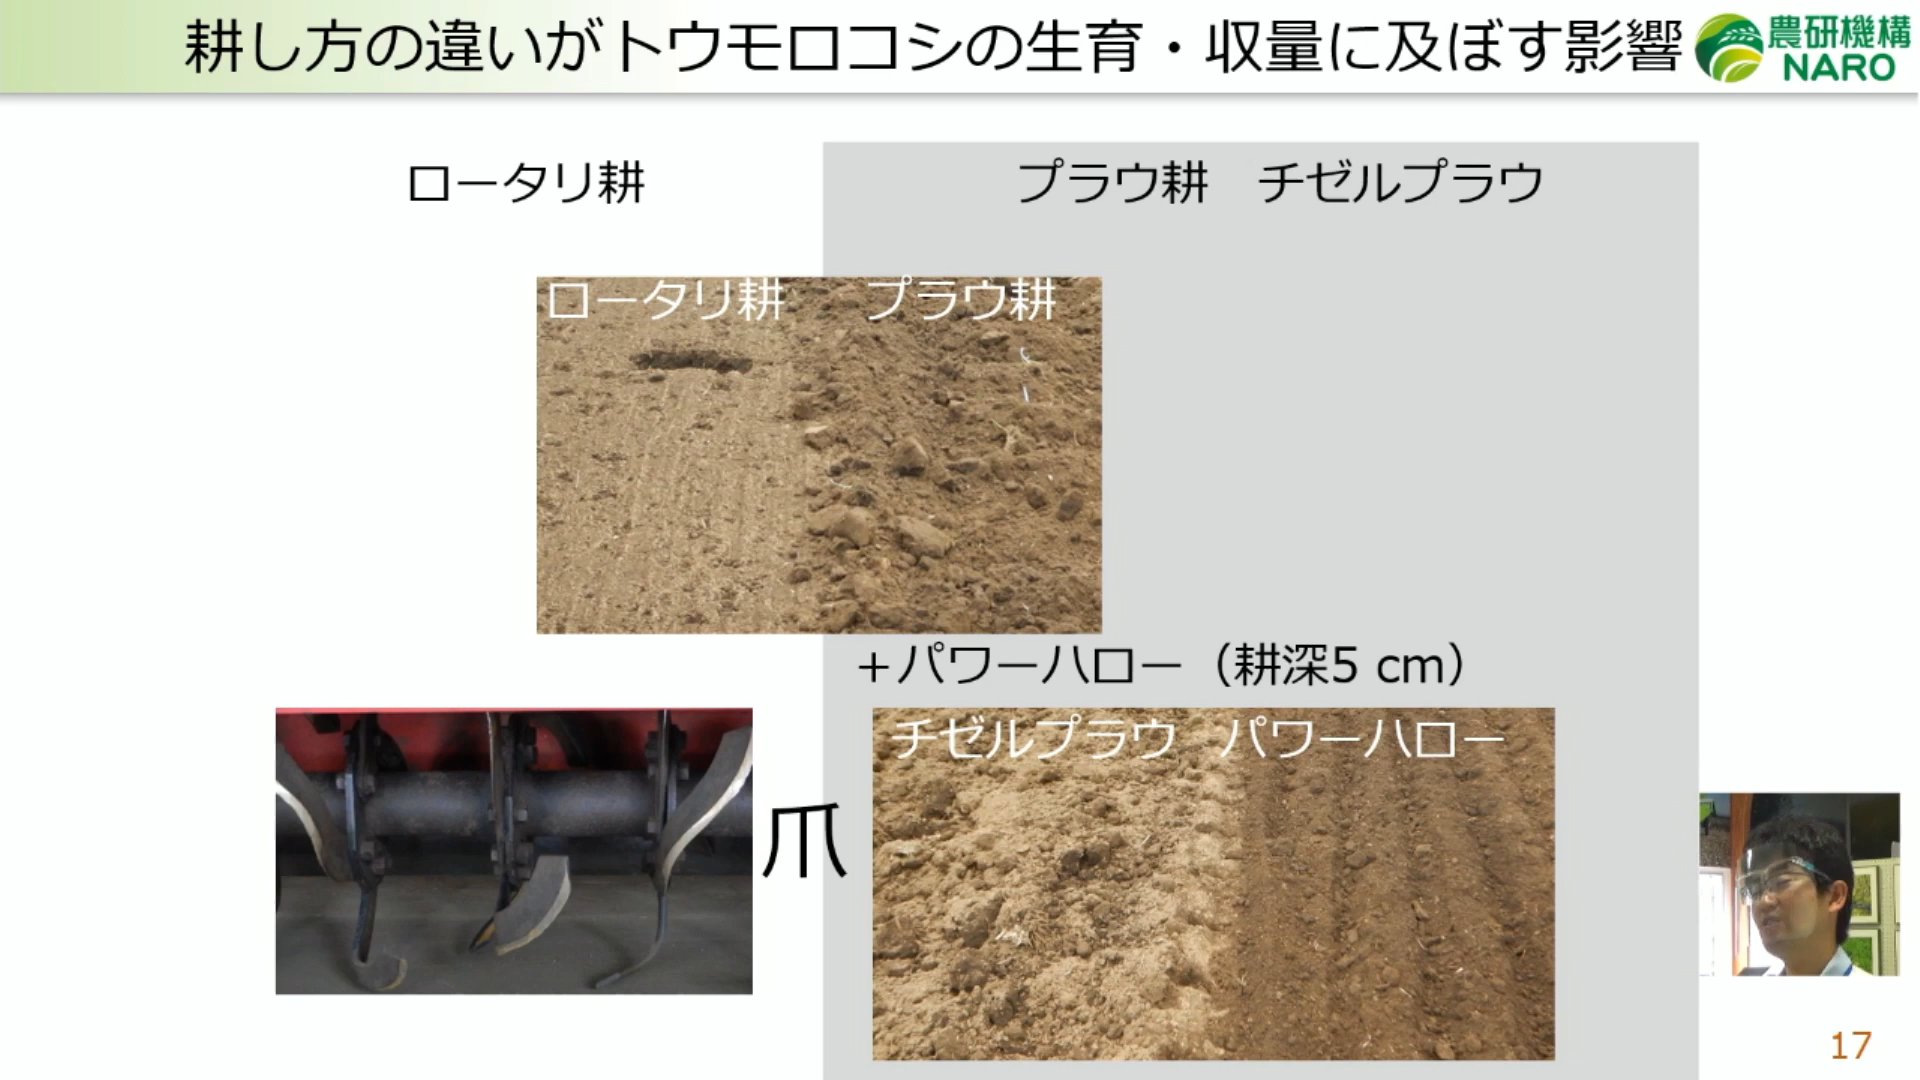 耕し方の違いがトウモロコシの生育・収量に及ぼす影響
農研機構
NARO
ロータリ耕
プラウ耕　チゼルプラウ
ロータリ耕　プラウ耕
＋パワーハロー（耕深5 cm）
爪
チゼルプラウ　パワーハロー
17